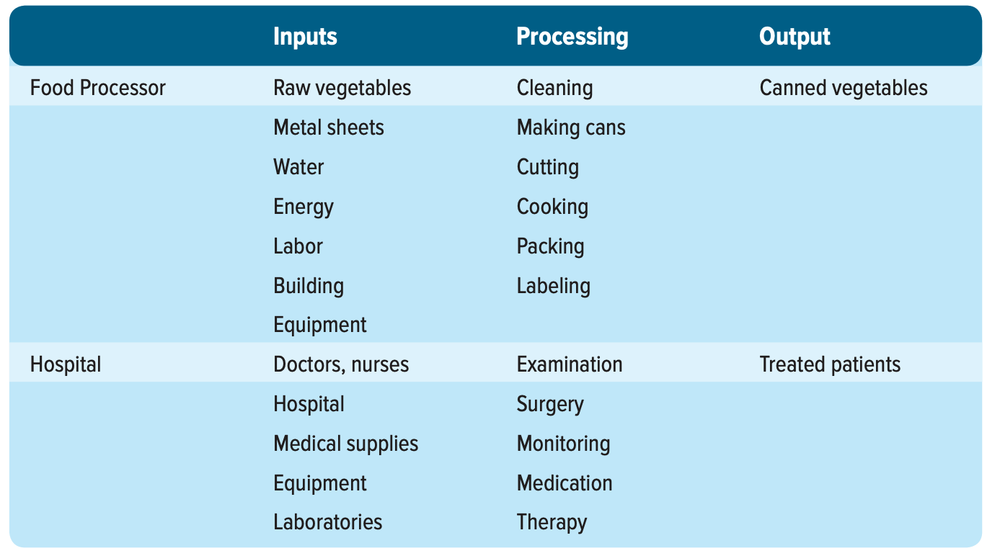 Inputs Processing Output
Food Processor Raw vegetables Cleaning Canned vegetables
Metal sheets Making cans
Water Cutting
Energy Cooking
Labor Packing
Building Labeling
Equipment
Hospital Doctors, nurses Examination Treated patients
Hospital Surgery
Medical supplies Monitoring
Equipment Medication
Laboratories Therapy